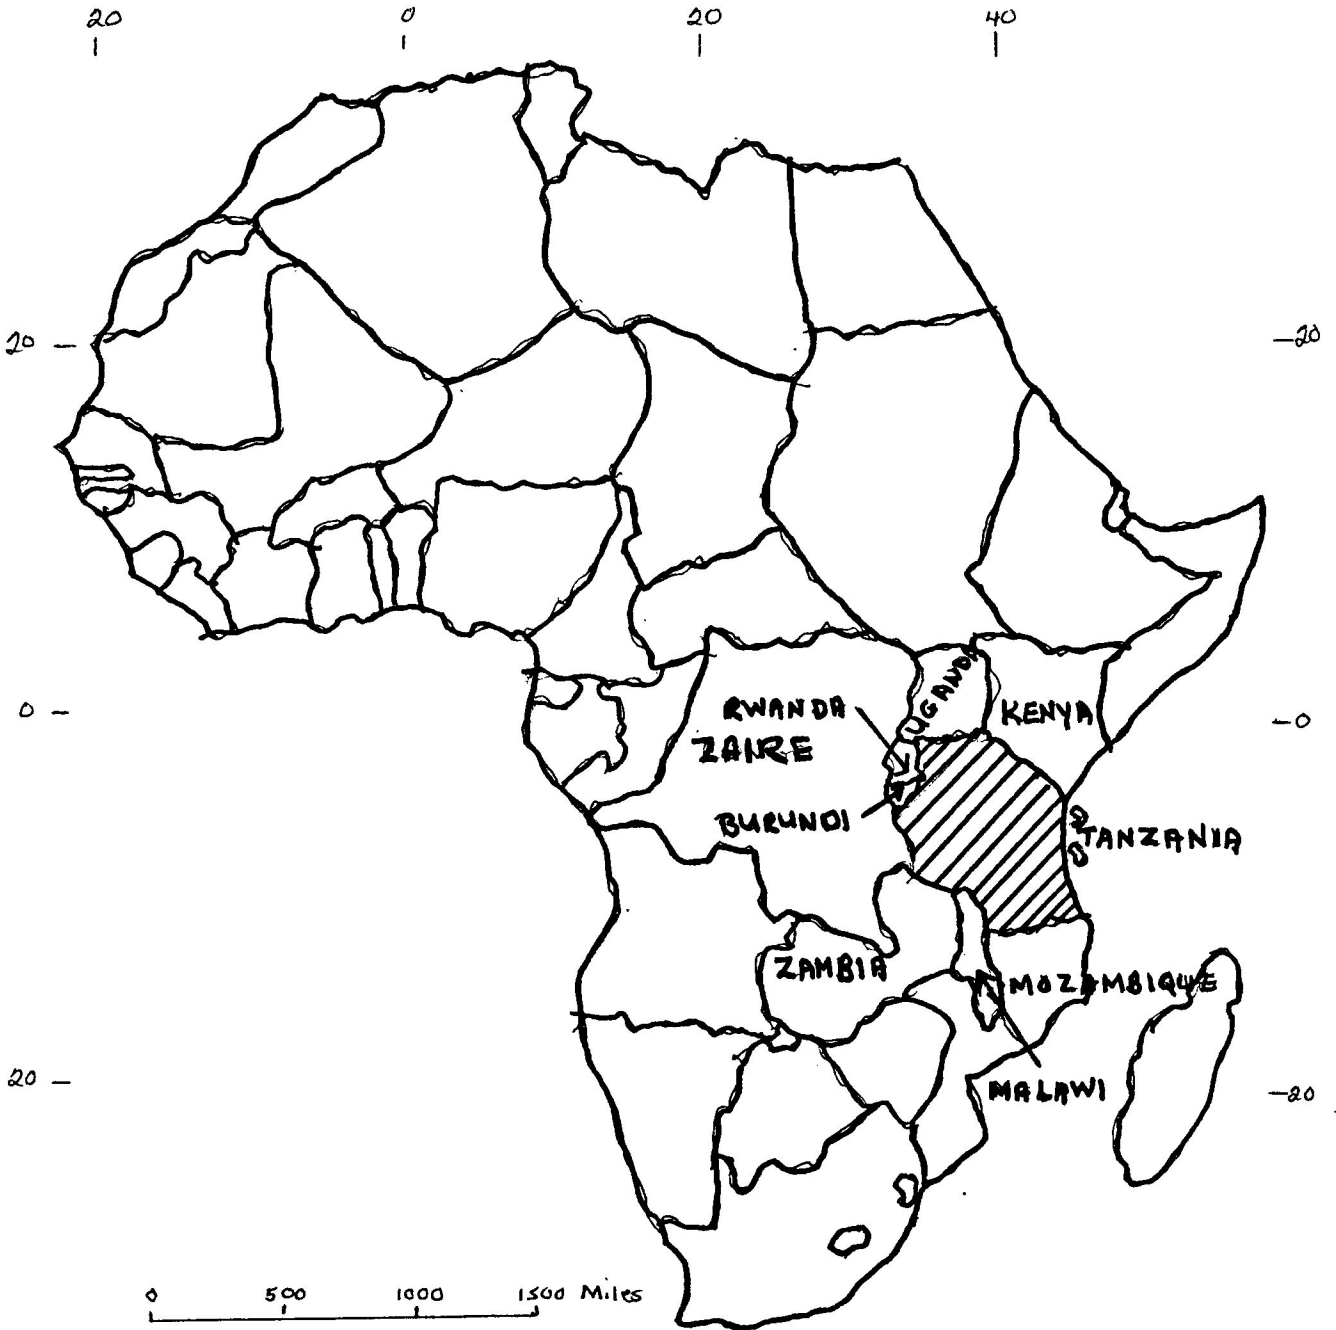 20 0 20 40
20 —20
UGANDA
RWANDA KENYA
0 —0
ZAIRE
BURUNDI
TANZANIA
ZAMBIA
MOZAMBIQUE
20 —20
MALAWI
0 500 1000 1500 Miles